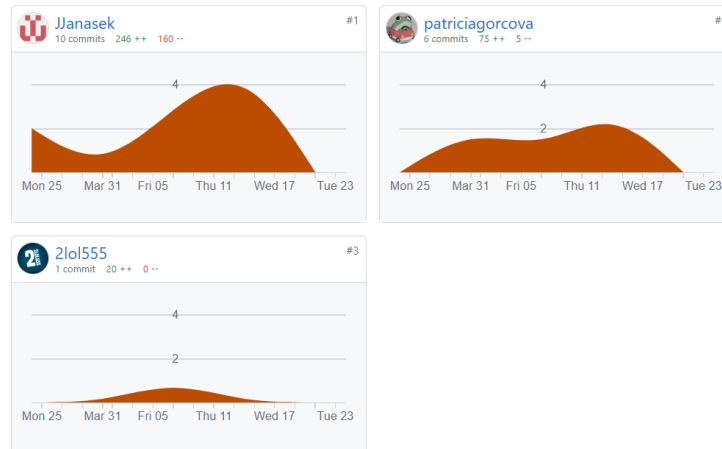 JJanasek #1
10 commits 246 ++ 160 --
4
Mon 25 Mar 31 Fri 05 Thu 11 Wed 17 Tue 23
patriciagorcova #
6 commits 75 ++ 5 --
4
2
Mon 25 Mar 31 Fri 05 Thu 11 Wed 17 Tue 23
2lol555 #3
1 commit 20 ++ 0 --
4
2
Mon 25 Mar 31 Fri 05 Thu 11 Wed 17 Tue 23